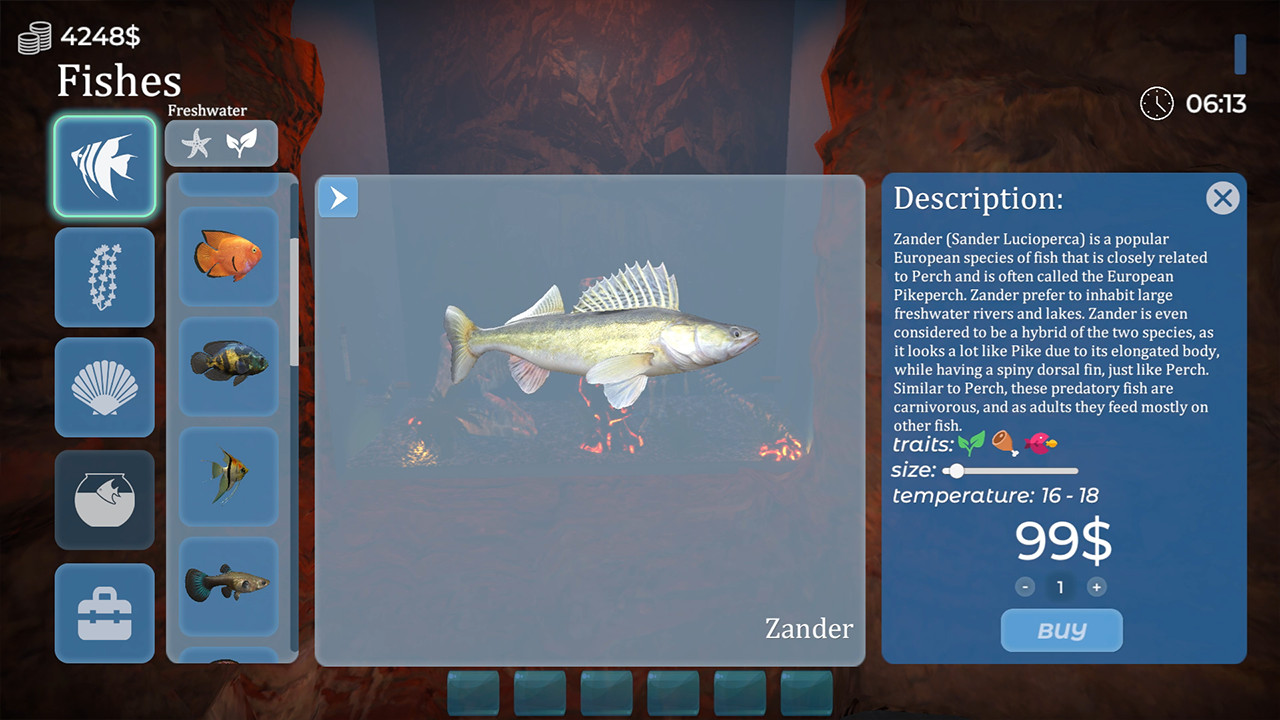 4248$
Fishes
Freshwater
06:13
Description:
Zander (Sander Lucioperca) is a popular
European species of fish that is closely related
to Perch and is often called the European
Pikeperch. Zander prefer to inhabit large
freshwater rivers and lakes. Zander is even
considered to be a hybrid of the two species, as
it looks a lot like Pike due to its elongated body,
while having a spiny dorsal fin, just like Perch.
Similar to Perch, these predatory fish are
carnivorous, and as adults they feed mostly on
other fish.
traits:
size:
temperature: 16 - 18
99$
- 1 +
BUY
Zander